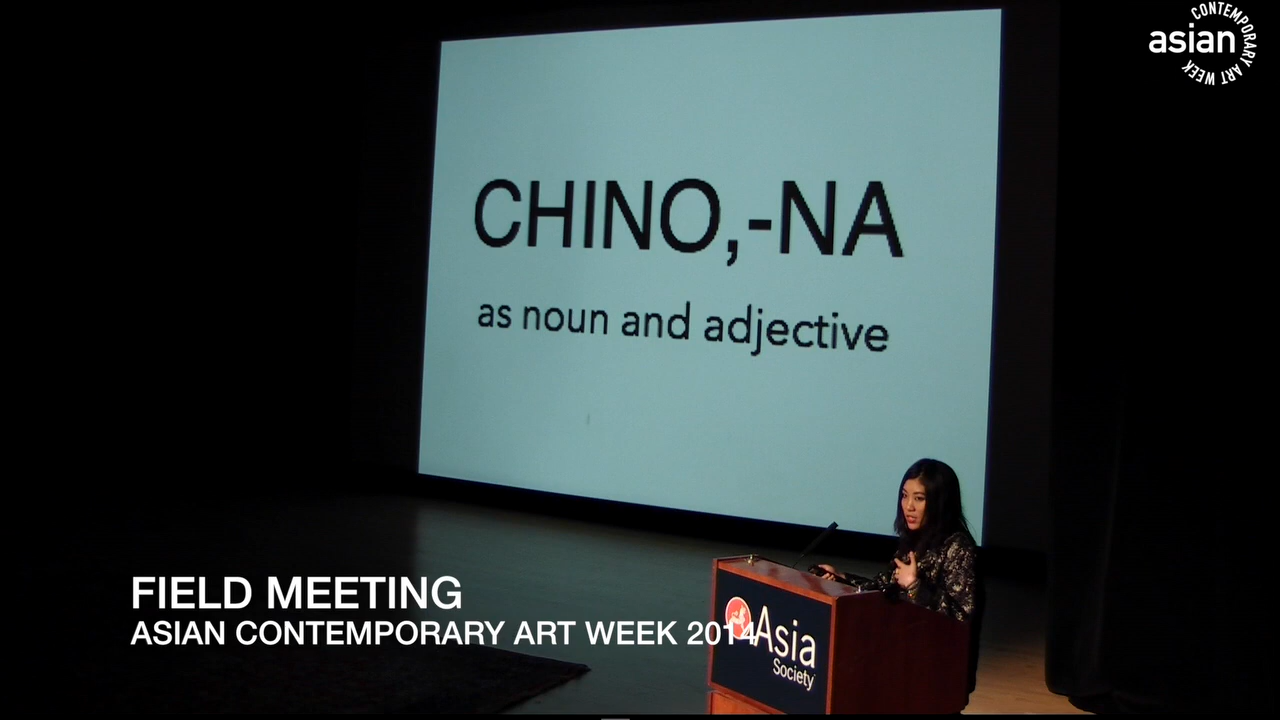 CONTEMPORARY
asian
ART WEEK
CHINO,-NA
as noun and adjective
FIELD MEETING
ASIAN CONTEMPORARY ART WEEK 2014
Asia
Society